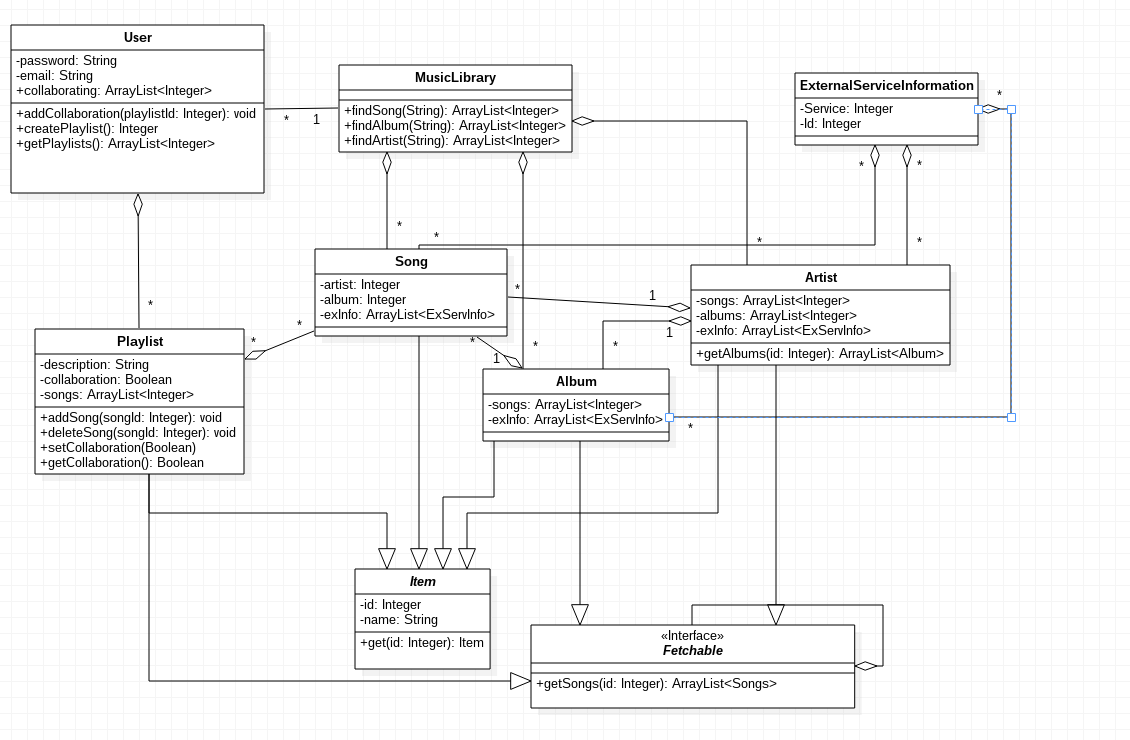 User
-password: String
-email: String
+collaborating: ArrayList<Integer>
+addCollaboration(playlistId: Integer): void
+createPlaylist(): Integer
+getPlaylists(): ArrayList<Integer>
*
1
MusicLibrary
+findSong(String): ArrayList<Integer>
+findAlbum(String): ArrayList<Integer>
+findArtist(String): ArrayList<Integer>
ExternalServiceInformation
-Service: Integer
-Id: Integer
*
*
*
*
*
*
*
Song
-artist: Integer
-album: Integer
-exInfo: ArrayList<ExServInfo>
*
1
Artist
-songs: ArrayList<Integer>
-albums: ArrayList<Integer>
-exInfo: ArrayList<ExServInfo>
+getAlbums(id: Integer): ArrayList<Album>
1
*
*
*
*
*
1
Playlist
-description: String
-collaboration: Boolean
-songs: ArrayList<Integer>
+addSong(songId: Integer): void
+deleteSong(songId: Integer): void
+setCollaboration(Boolean)
+getCollaboration(): Boolean
Album
-songs: ArrayList<Integer>
-exInfo: ArrayList<ExServInfo>
*
Item
-id: Integer
-name: String
+get(id: Integer): Item
«Interface»
Fetchable
+getSongs(id: Integer): ArrayList<Songs>